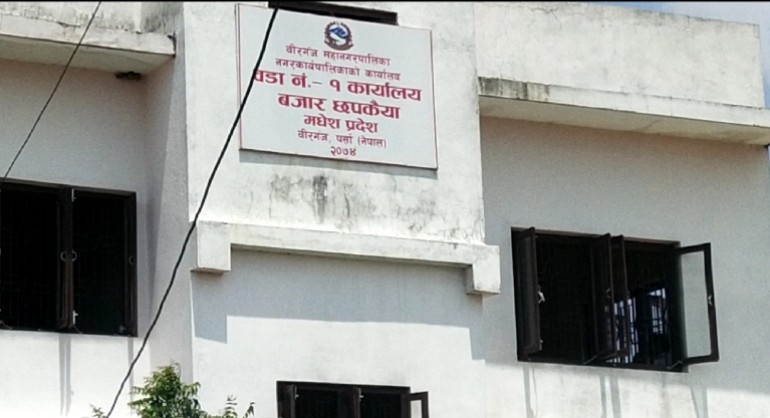 वीरगंज महानगरपालिका
नगरकार्यपालिकाको कार्यालय
वडा नं.- १ कार्यालय
बजार छपकैया
मधेश प्रदेश
वीरगंज, पर्सा (नेपाल)
२०७४